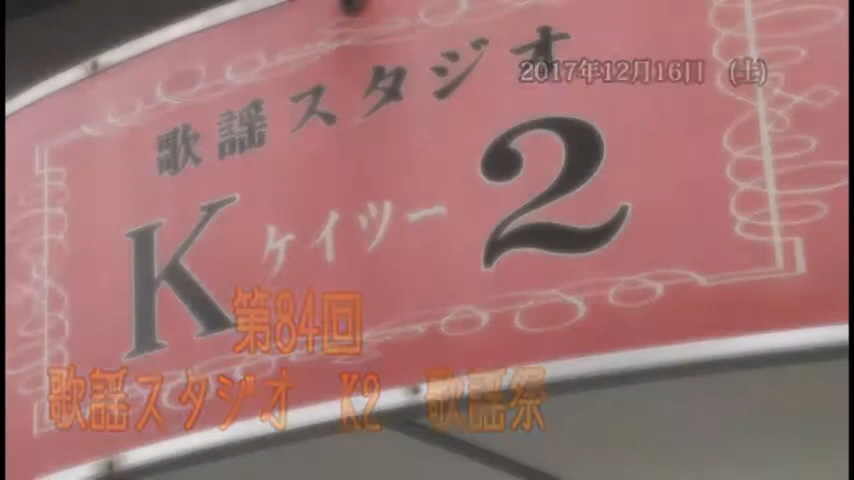 2017年12月16日 (土)
歌謡スタジオ
K ケイツー 2
第84回
歌謡スタジオ K2 歌謡祭